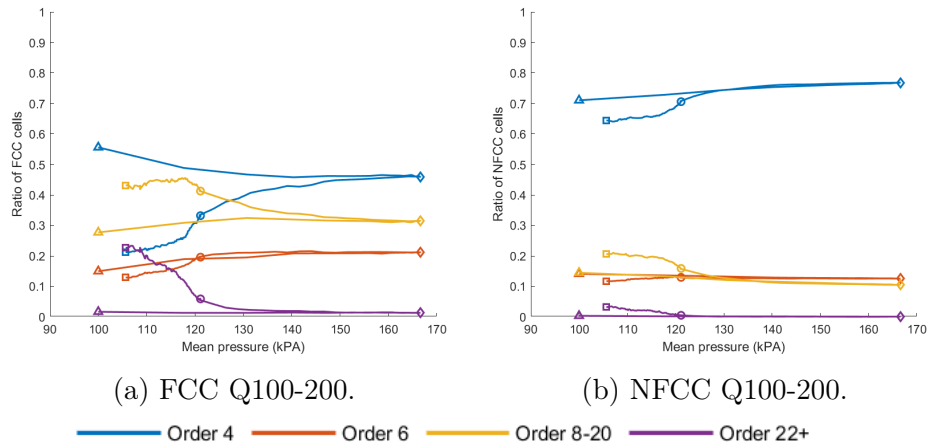 1
0.9
0.8
0.7
0.6
0.5
0.4
0.3
0.2
0.1
0
Ratio of FCC cells
90 100 110 120 130 140 150 160 170
Mean pressure (kPA)
(a) FCC Q100-200.
1
0.9
0.8
0.7
0.6
0.5
0.4
0.3
0.2
0.1
0
Ratio of NFCC cells
90 100 110 120 130 140 150 160 170
Mean pressure (kPA)
(b) NFCC Q100-200.
Order 4 Order 6 Order 8-20 Order 22+